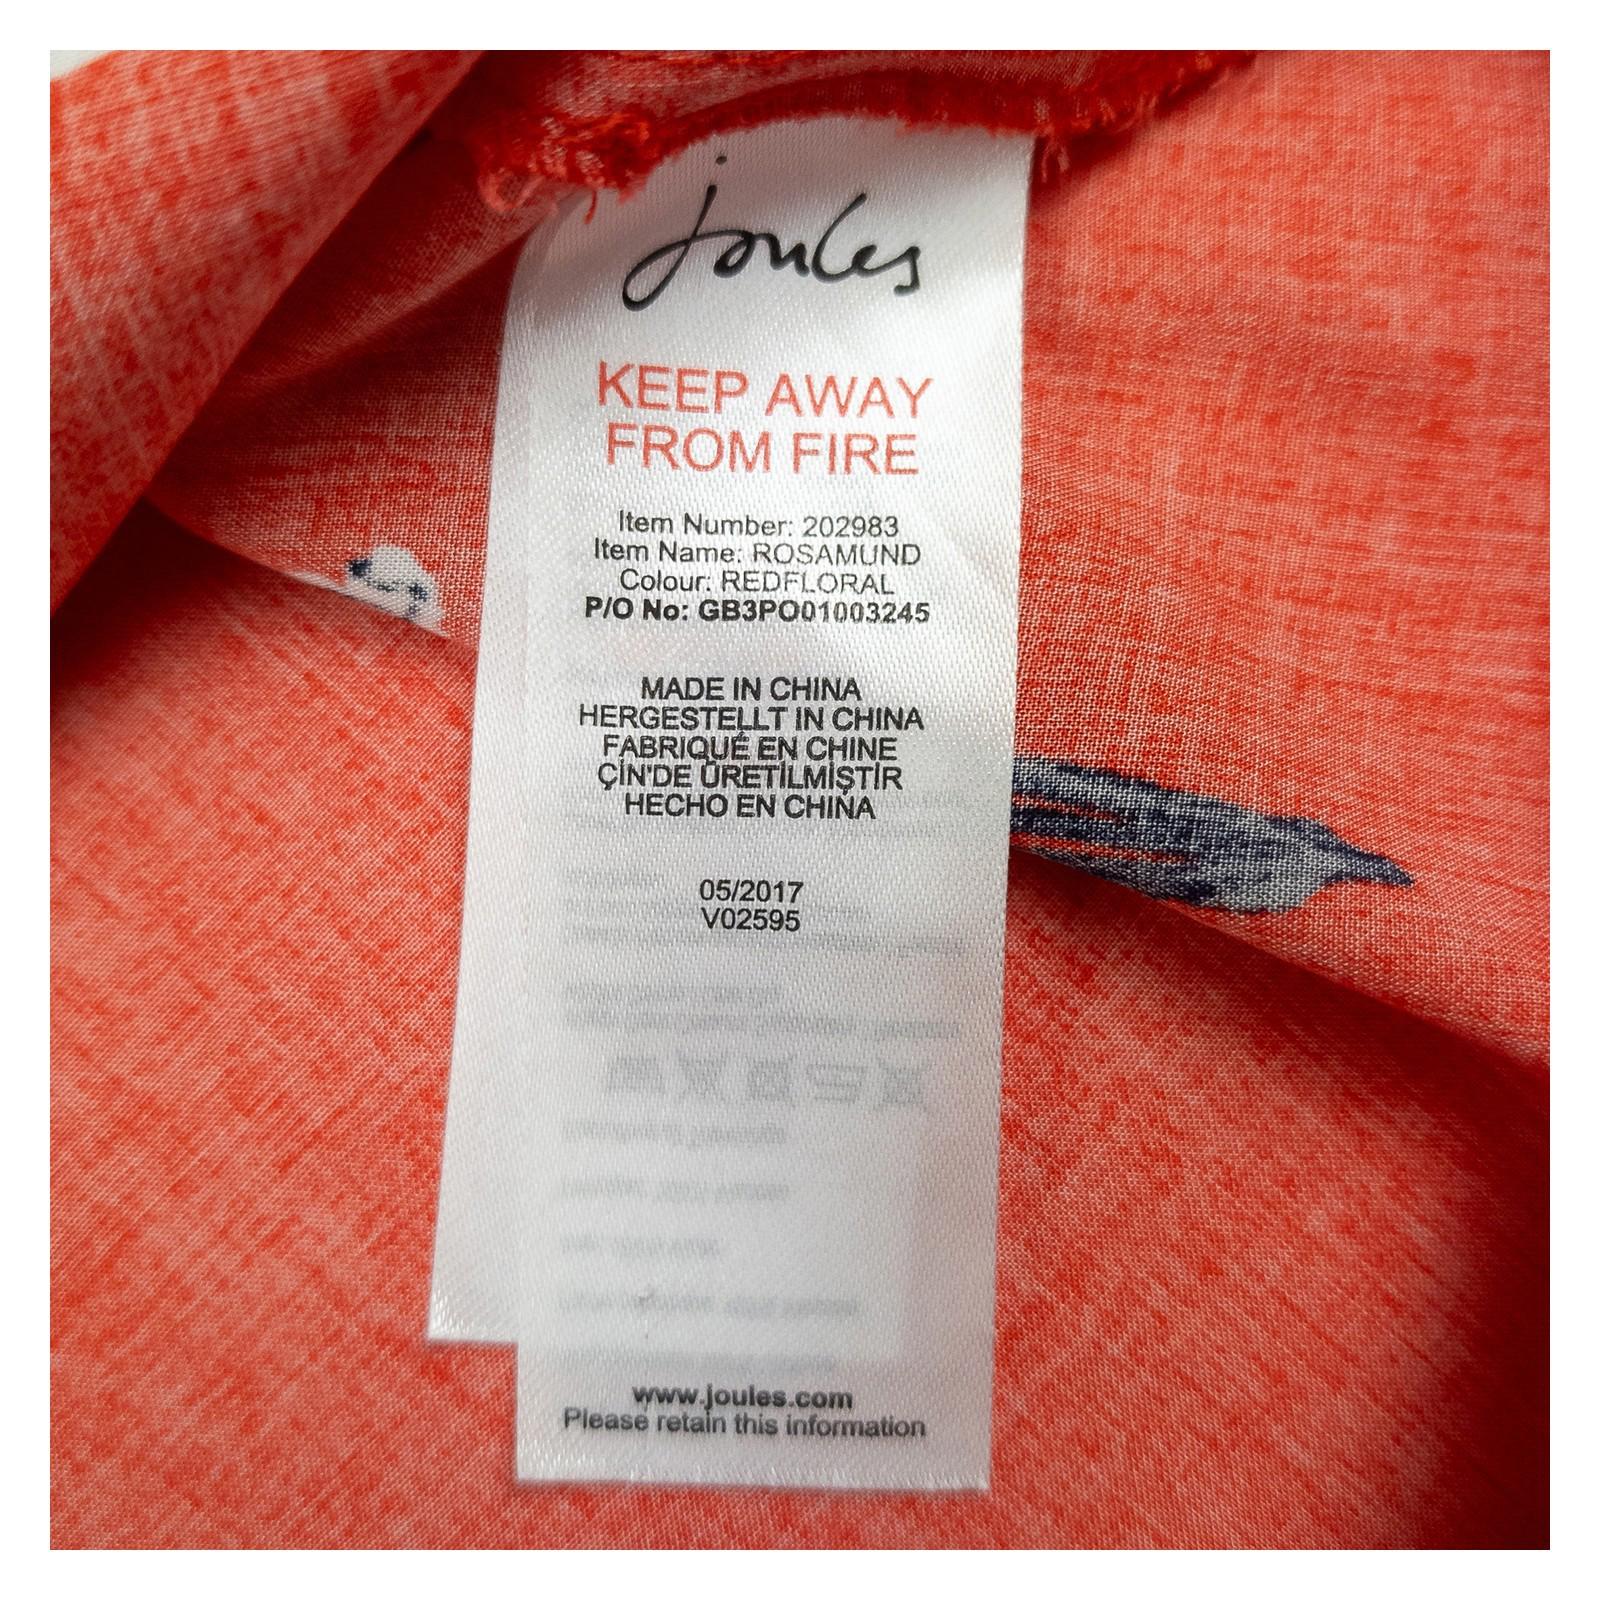 joules
KEEP AWAY
FROM FIRE
Item Number: 202983
Item Name: ROSAMUND
Colour: REDFLORAL
P/O No: GB3PO01003245
MADE IN CHINA
HERGESTELLT IN CHINA
FABRIQUÉ EN CHINE
ÇİN'DE ÜRETİLMİŞTİR
HECHO EN CHINA
05/2017
V02595
www.joules.com
Please retain this information